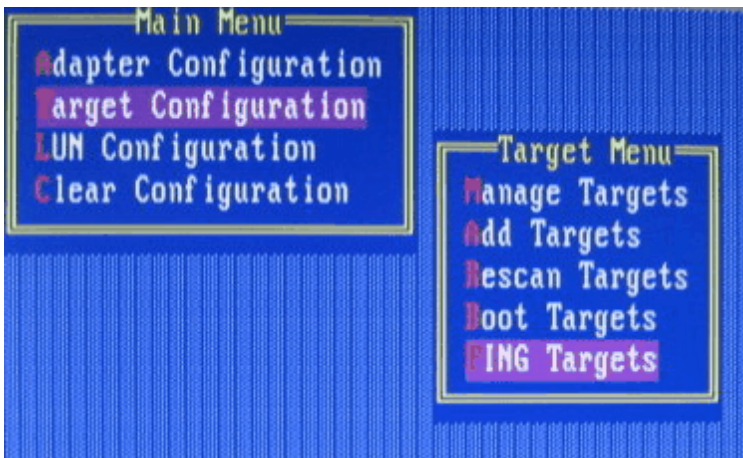 Main Menu
Adapter Configuration
Target Configuration
LUN Configuration
Clear Configuration
Target Menu
Manage Targets
Add Targets
Rescan Targets
Boot Targets
PING Targets